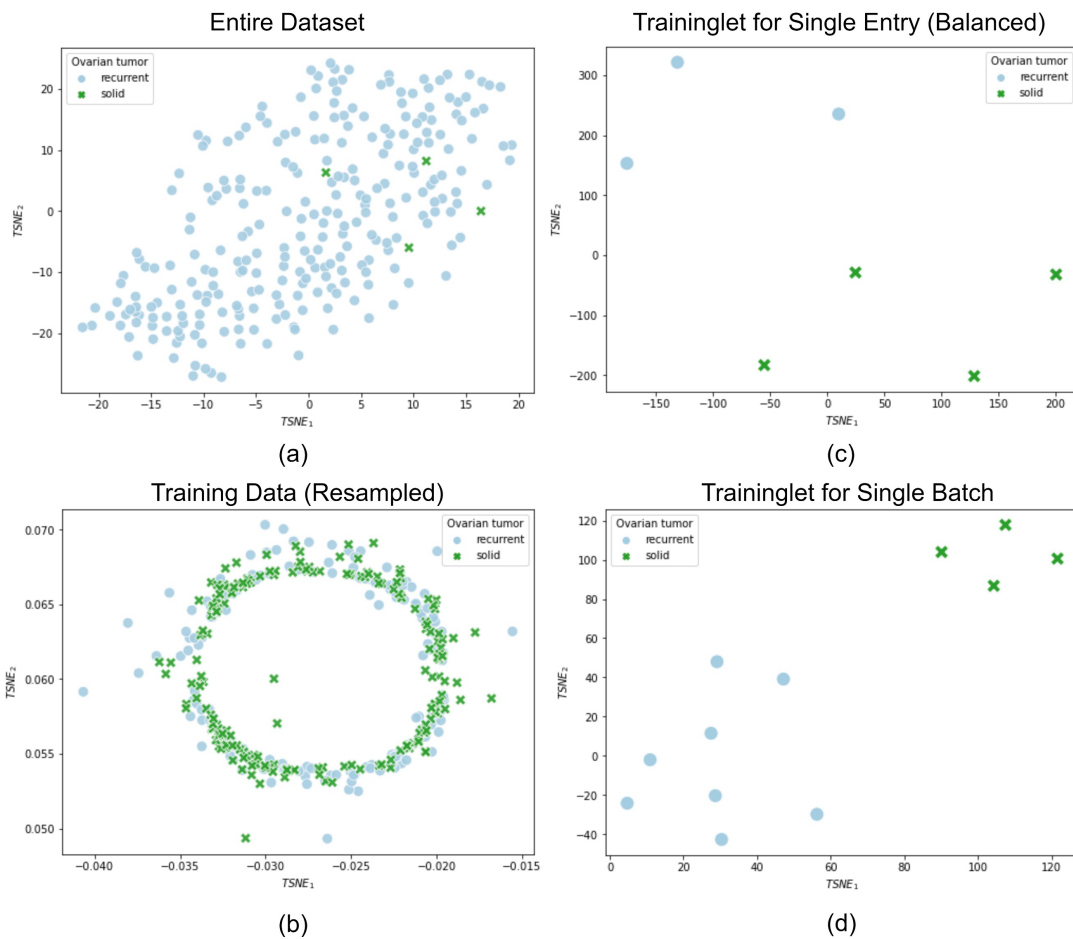 Entire Dataset
Ovarian tumor
recurrent
solid
20
10
0
−10
−20
TSNE₂
−20
−15
−10
−5
0
5
10
15
20
TSNE₁
(a)
Traininglet for Single Entry (Balanced)
Ovarian tumor
recurrent
solid
300
200
100
0
−100
−200
TSNE₂
−150
−100
−50
0
50
100
150
200
TSNE₁
(c)
Training Data (Resampled)
Ovarian tumor
recurrent
solid
0.070
0.065
0.060
0.055
0.050
TSNE₂
−0.040
−0.035
−0.030
−0.025
−0.020
−0.015
TSNE₁
(b)
Traininglet for Single Batch
Ovarian tumor
recurrent
solid
120
100
80
60
40
20
0
−20
−40
TSNE₂
0
20
40
60
80
100
120
TSNE₁
(d)